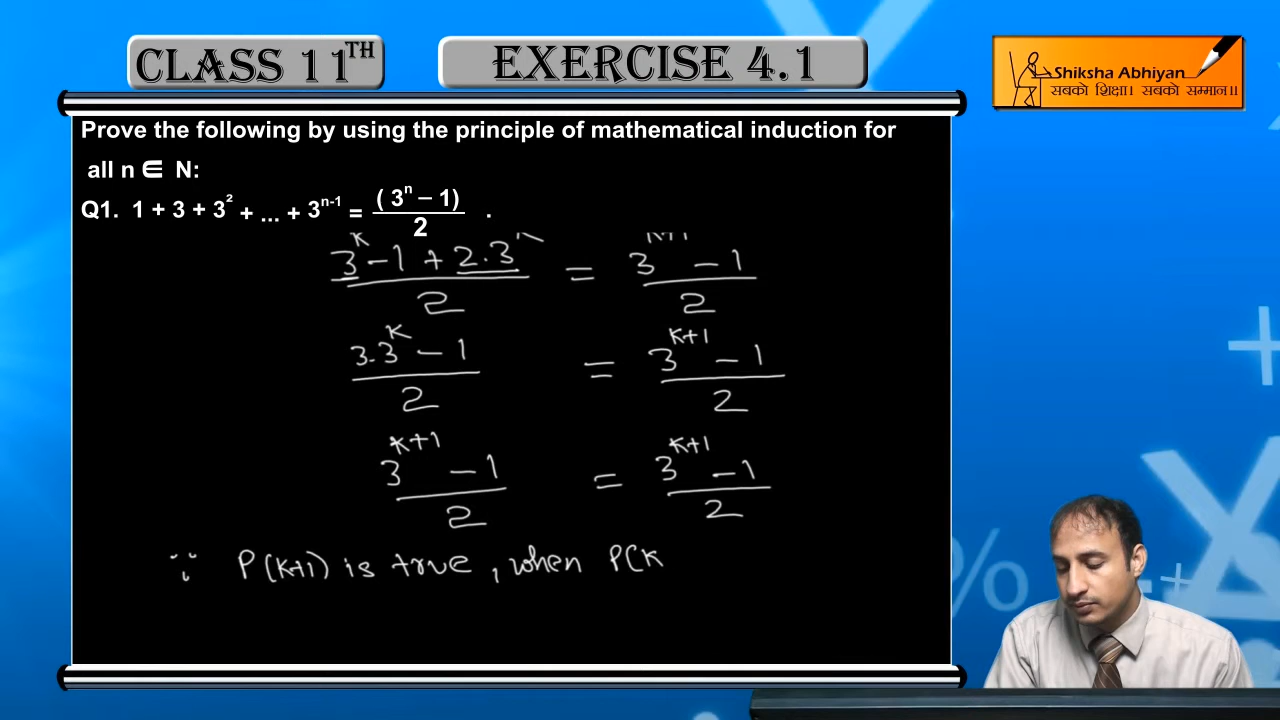 CLASS 11TH
EXERCISE 4.1
Shiksha Abhiyan
सबको शिक्षा। सबको सम्मान॥
Prove the following by using the principle of mathematical induction for
all n ∈ N:
Q1. 1 + 3 + 3² + ... + 3ⁿ⁻¹ = (3ⁿ – 1)/2 .
(3ᵏ – 1 + 2.3ᵏ)/2 = (3ᵏ⁺¹ – 1)/2
(3.3ᵏ – 1)/2 = (3ᵏ⁺¹ – 1)/2
(3ᵏ⁺¹ – 1)/2 = (3ᵏ⁺¹ – 1)/2
∵ P(K+1) is true, when P(K